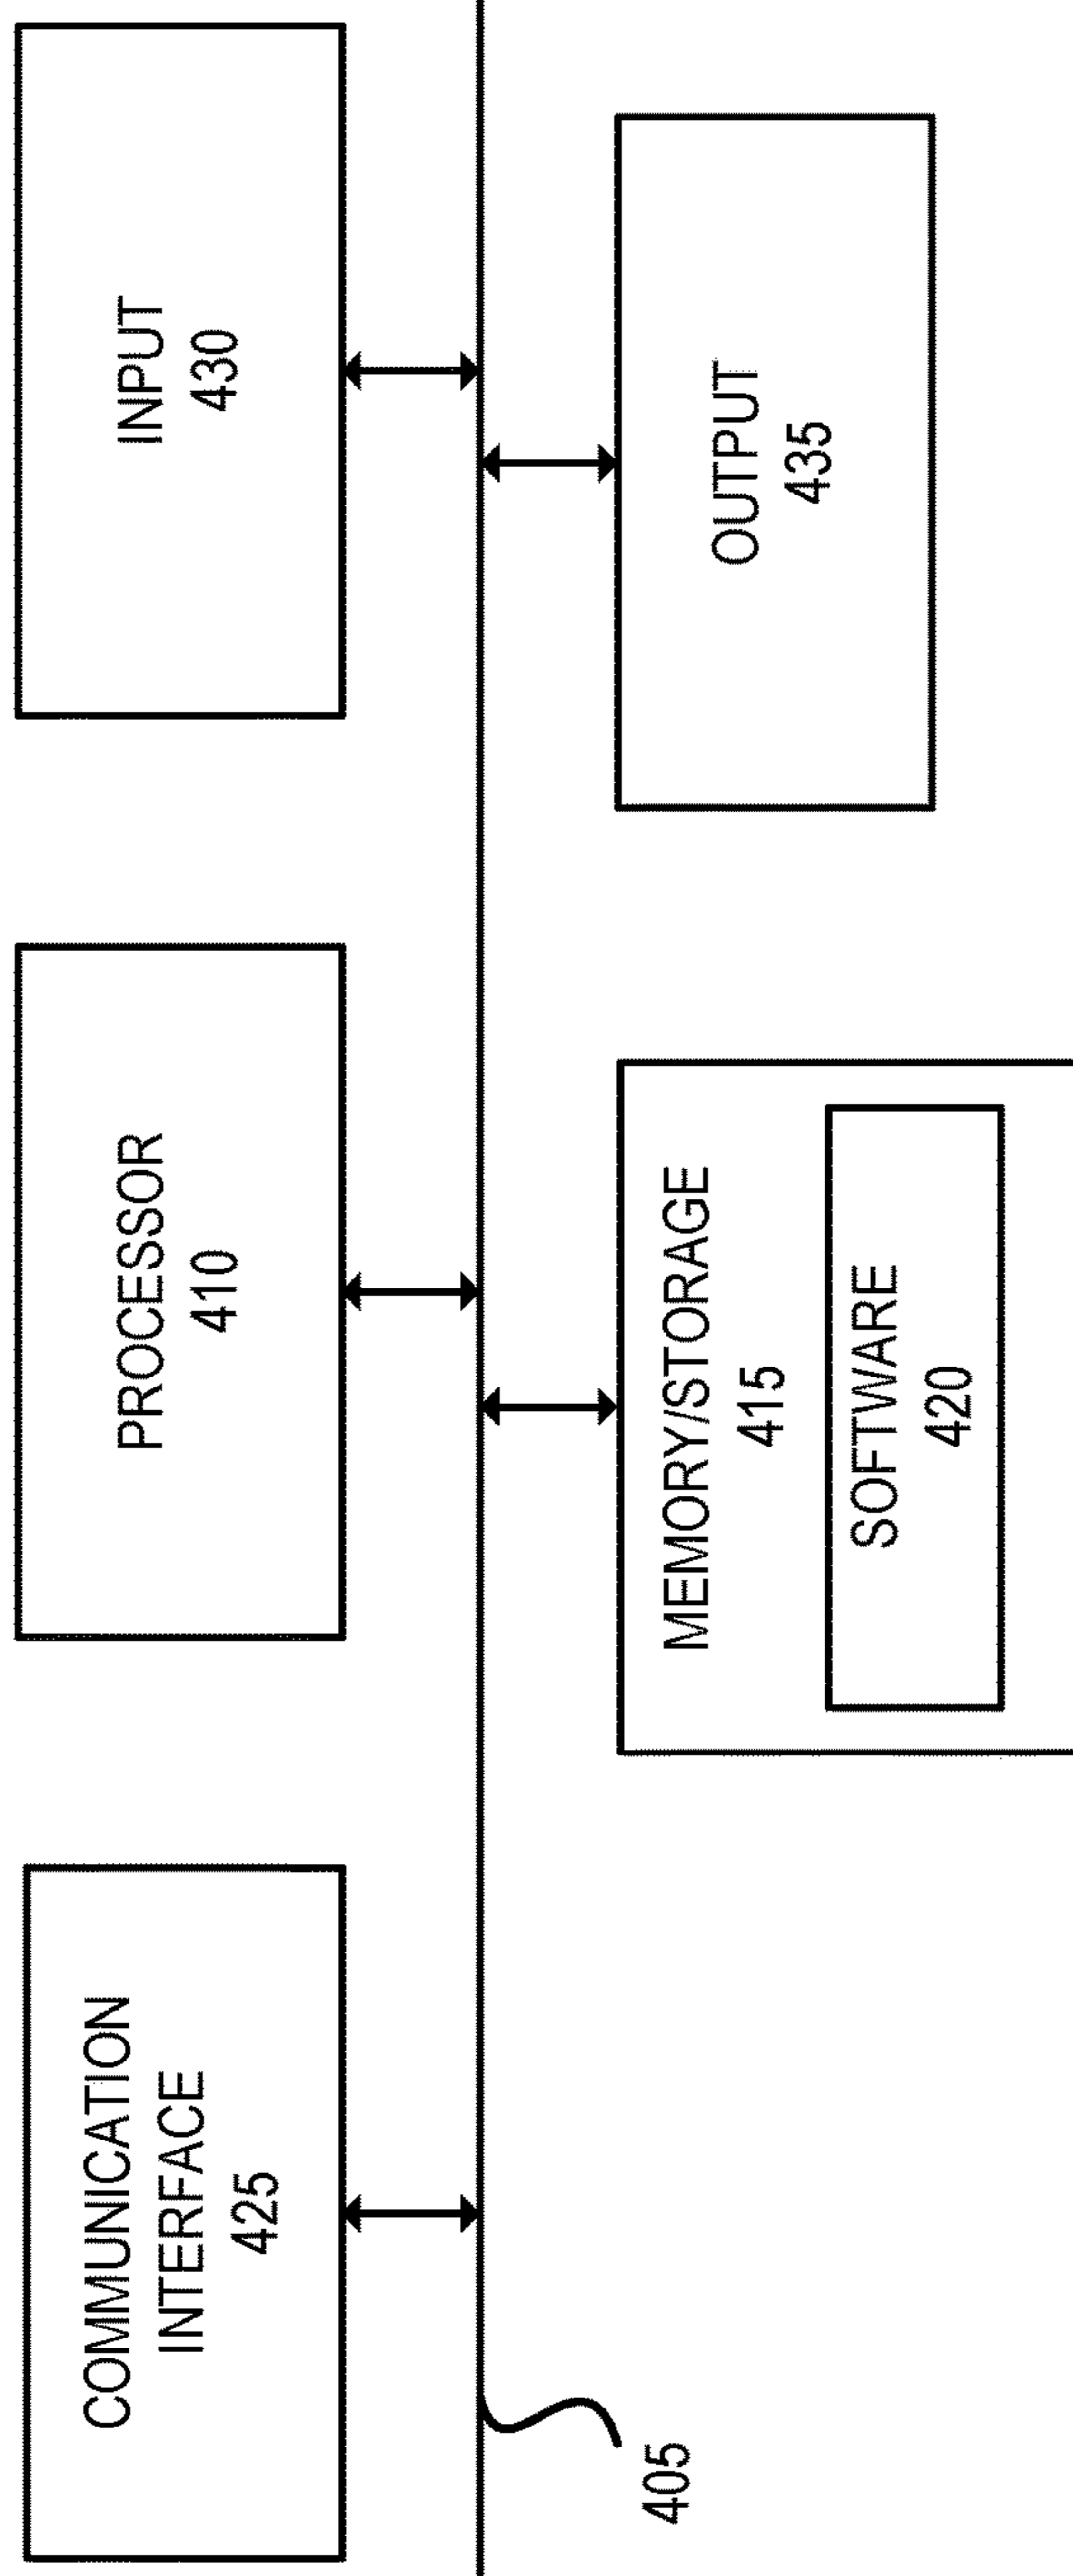 COMMUNICATION
INTERFACE
425
PROCESSOR
410
INPUT
430
405
MEMORY/STORAGE
415
SOFTWARE
420
OUTPUT
435